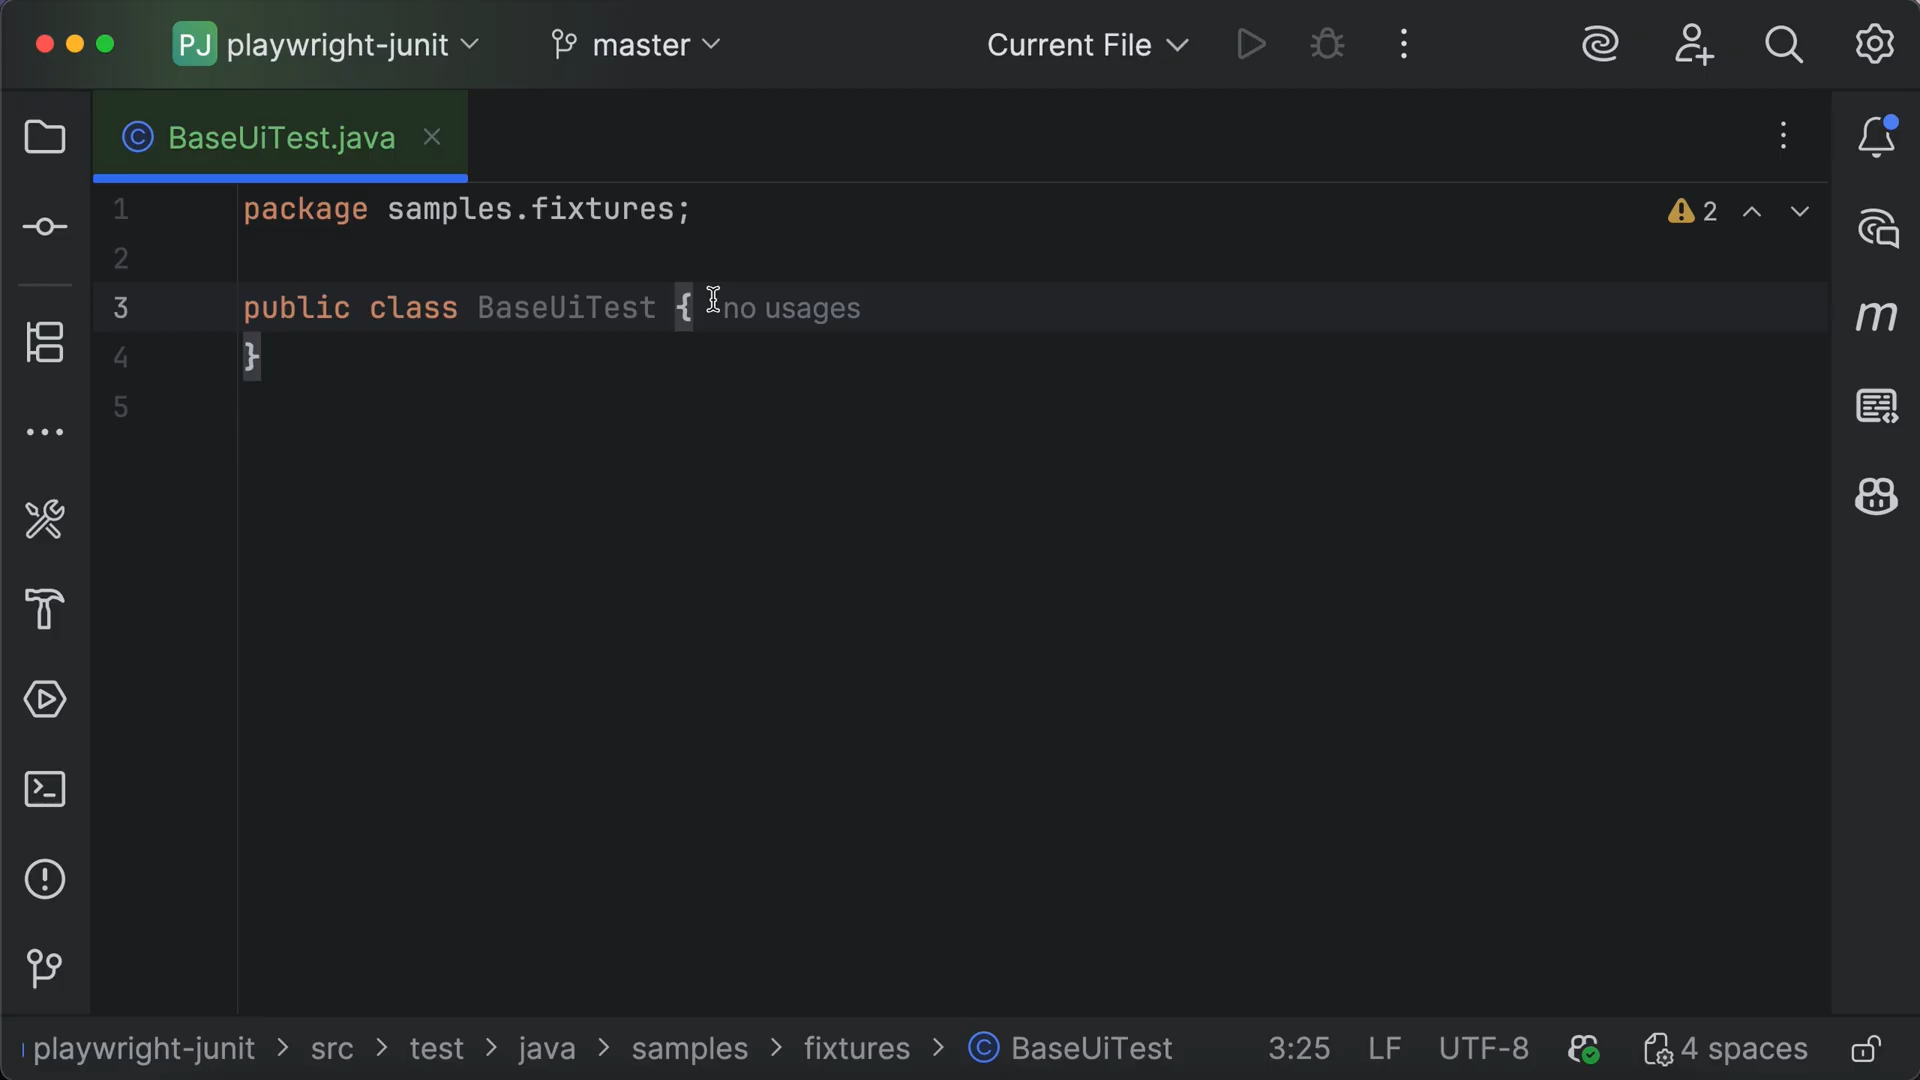 PJ playwright-junit master Current File
BaseUiTest.java
1 package samples.fixtures; 2
2
3 public class BaseUiTest { no usages
4 }
5
playwright-junit > src > test > java > samples > fixtures > BaseUiTest 3:25 LF UTF-8 4 spaces